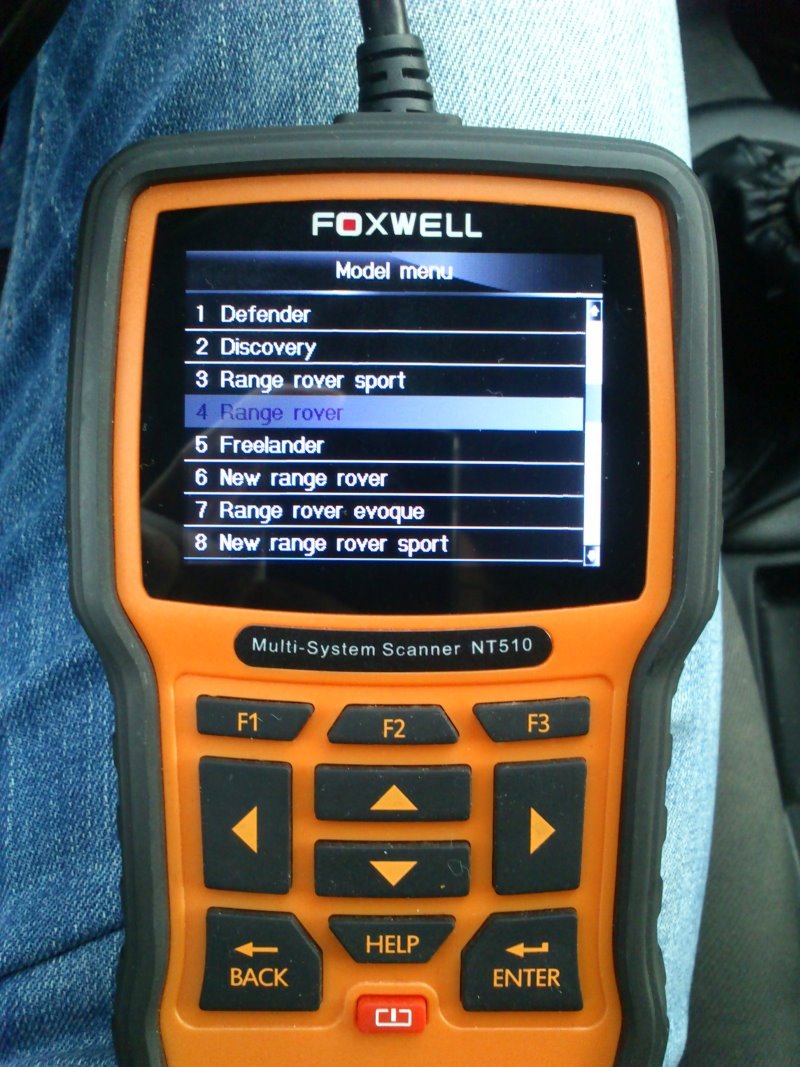 FOXWELL
Model menu
1 Defender
2 Discovery
3 Range rover sport
4 Range rover
5 Freelander
6 New range rover
7 Range rover evoque
8 New range rover sport
Multi-System Scanner NT510
F1 F2 F3
BACK HELP ENTER